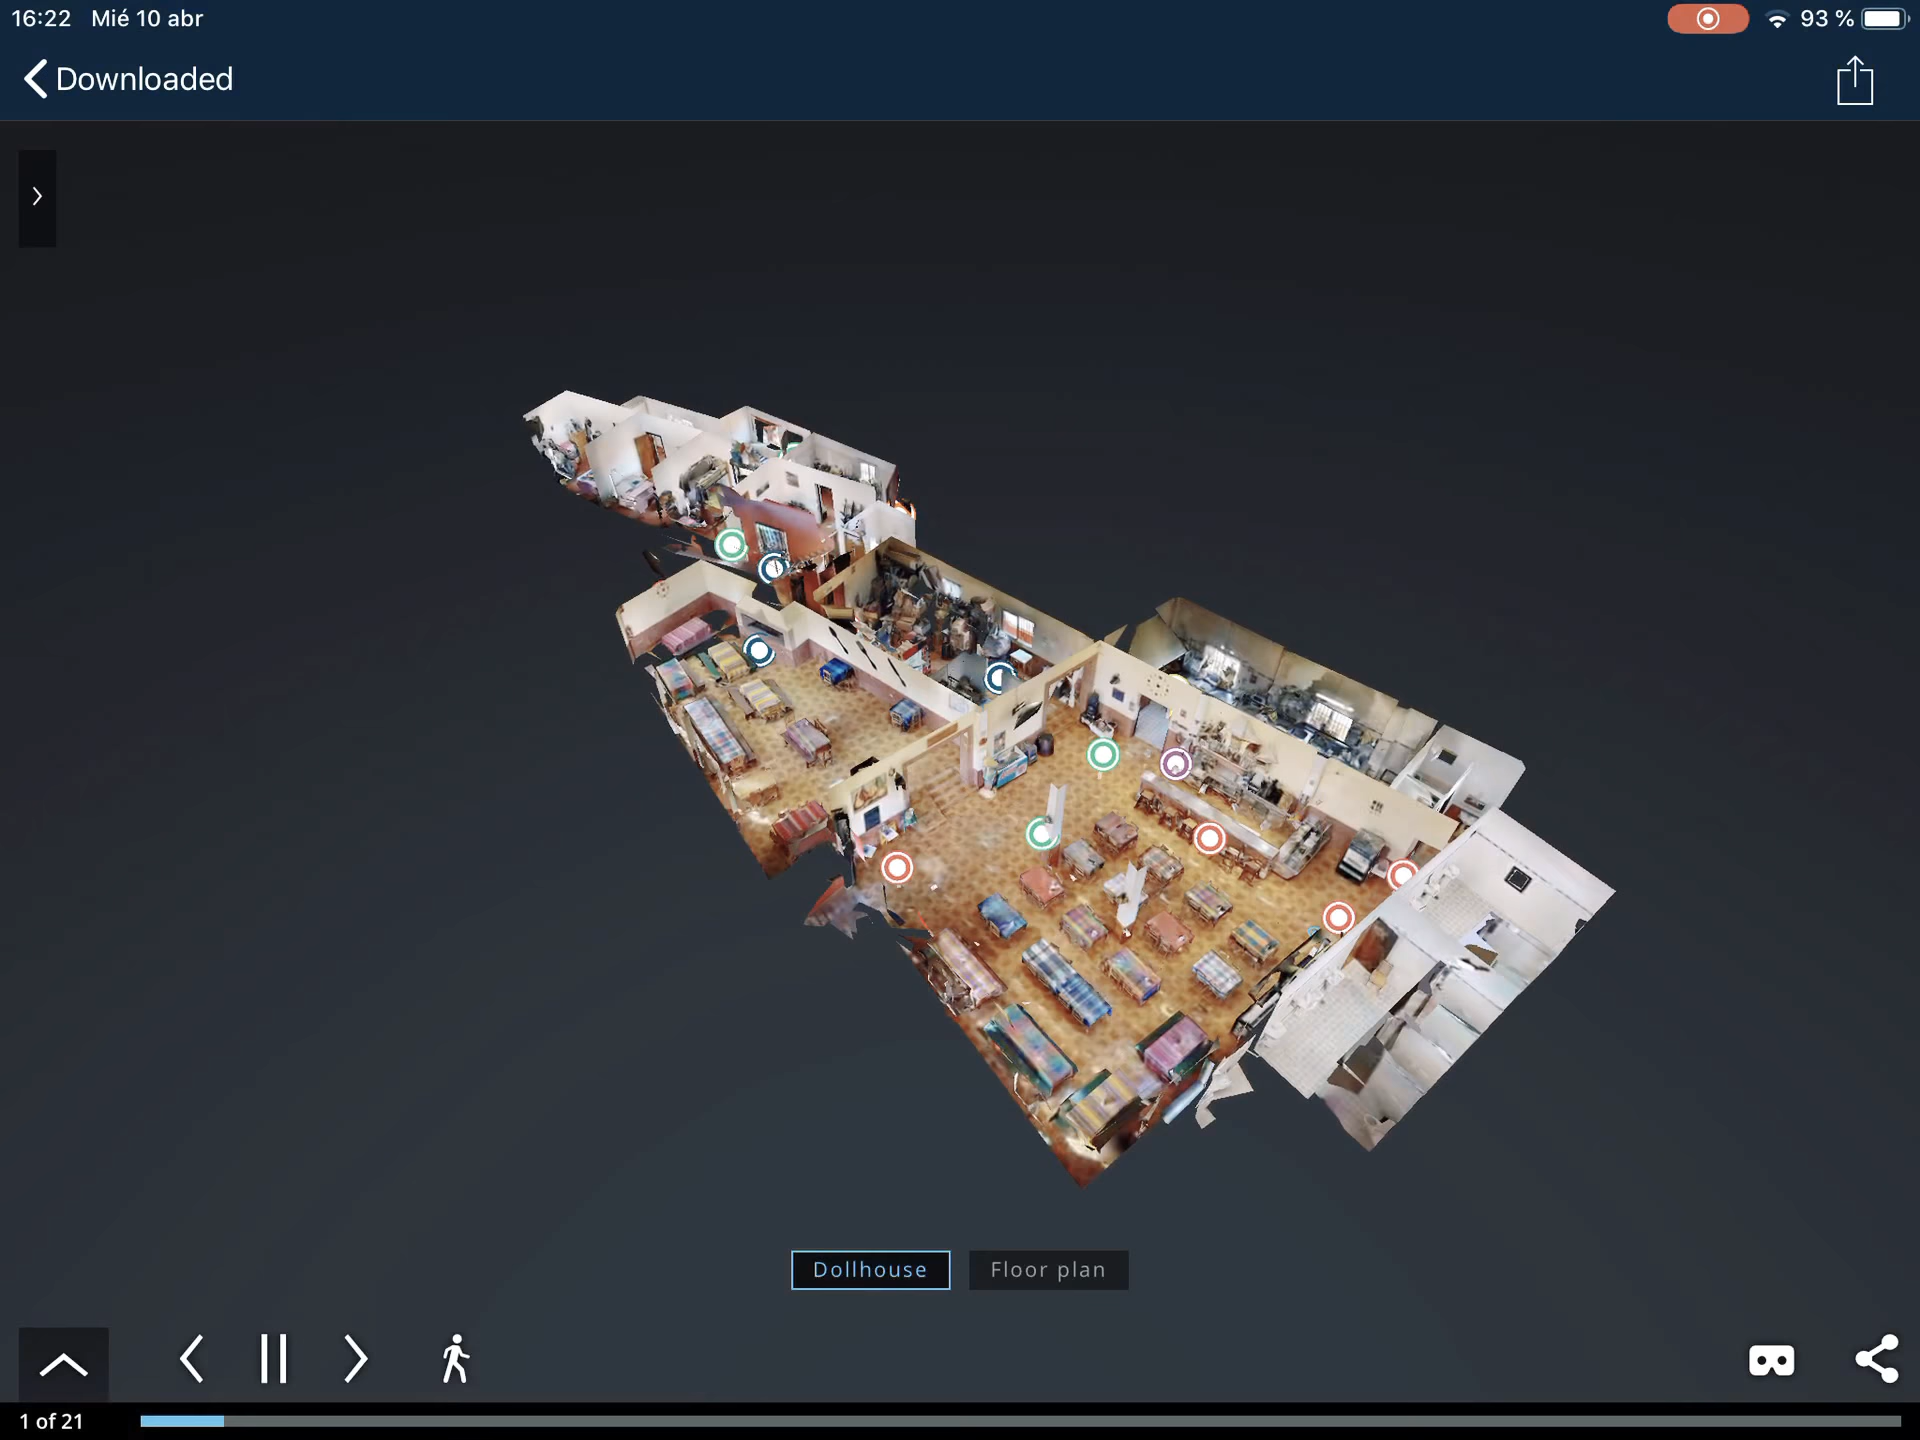 16:22 Mié 10 abr
93 %
Downloaded
Dollhouse
Floor plan
1 of 21